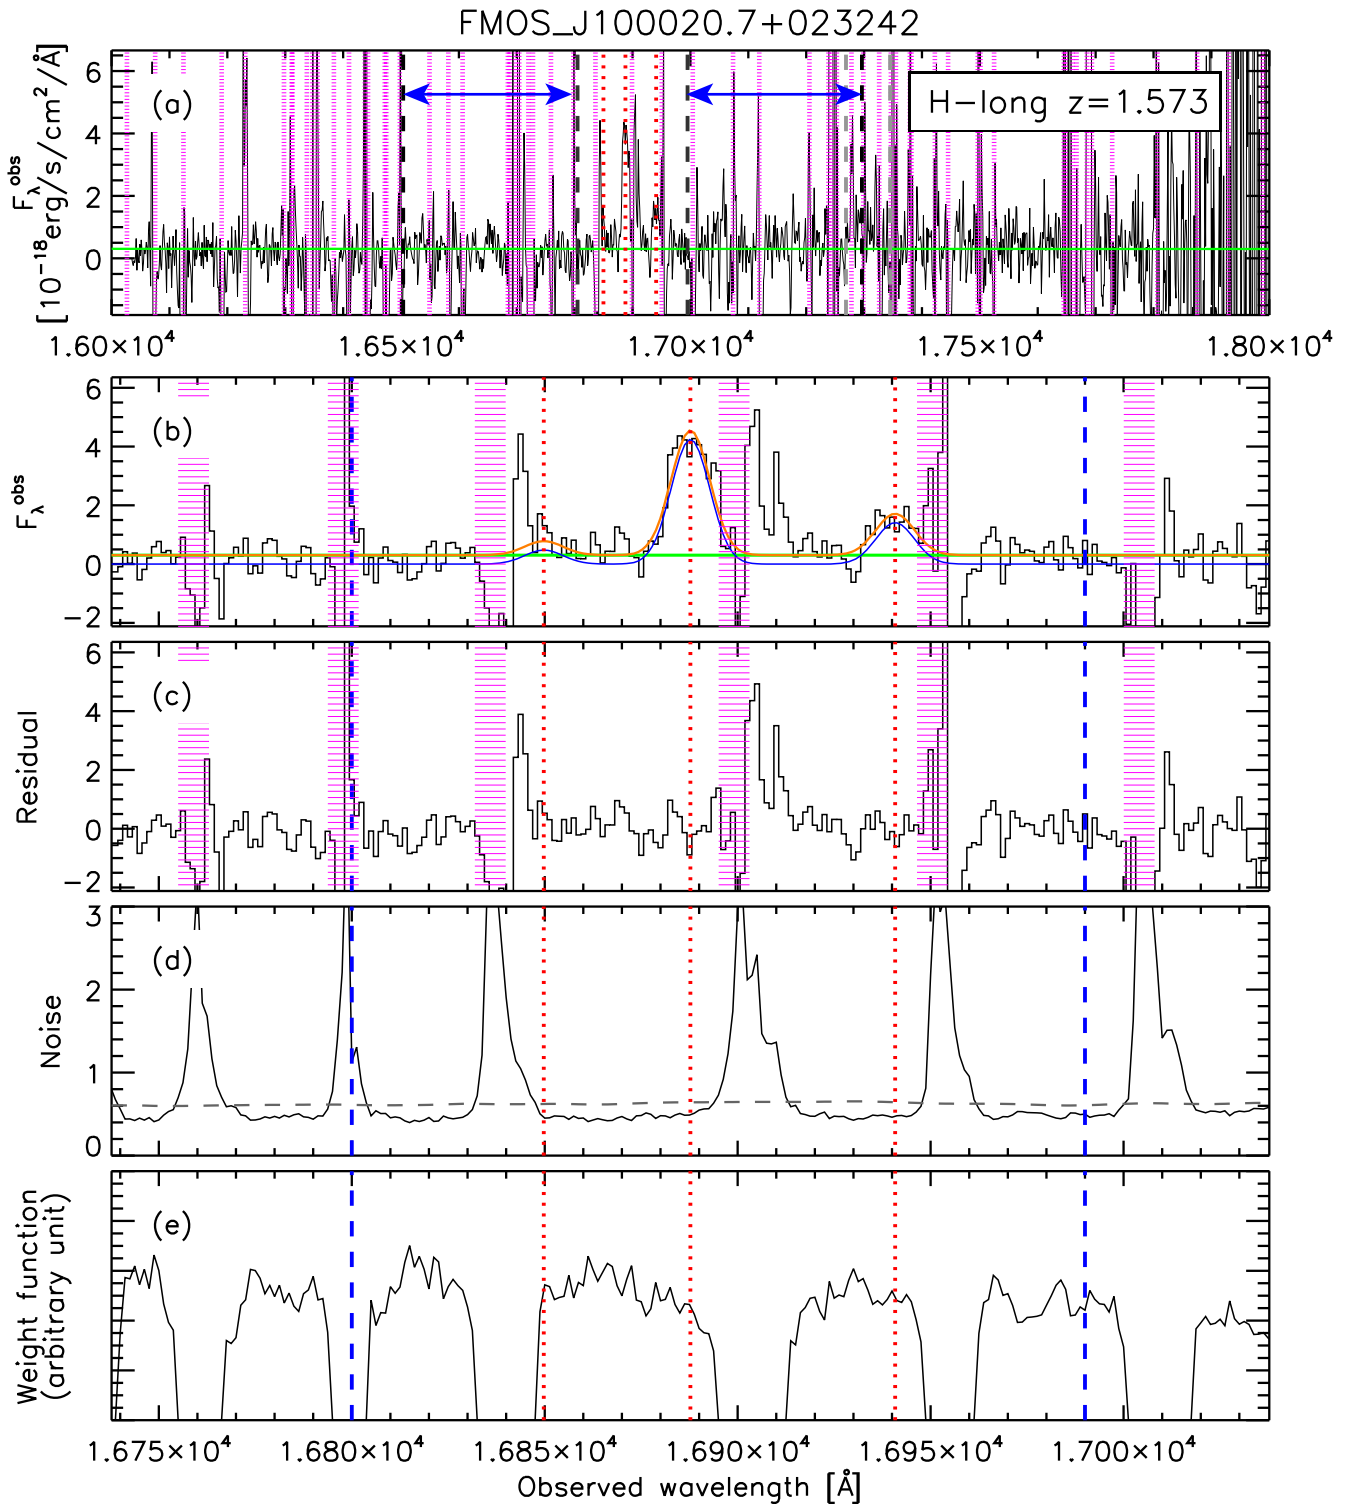 FMOS_J100020.7+023242
F_λ^obs
[10^−18 erg/s/cm^2/Å]
6
4
2
0
(a)
H−long z=1.573
1.60×10^4 1.65×10^4 1.70×10^4 1.75×10^4 1.80×10^4
F_λ^obs
6
4
2
0
−2
(b)
Residual
6
4
2
0
−2
(c)
Noise
3
2
1
0
(d)
Weight function
(arbitrary unit)
(e)
1.675×10^4 1.680×10^4 1.685×10^4 1.690×10^4 1.695×10^4 1.700×10^4
Observed wavelength [Å]